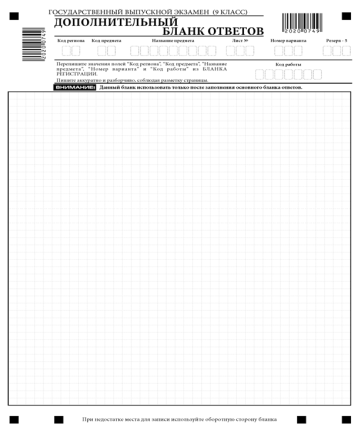 ГОСУДАРСТВЕННЫЙ ВЫПУСКНОЙ ЭКЗАМЕН (9 КЛАСС)
ДОПОЛНИТЕЛЬНЫЙ
БЛАНК ОТВЕТОВ
*2020*0749*
Код региона Код предмета Название предмета Лист № Номер варианта Резерв - 5
Перепишите значения полей "Код региона", "Код предмета", "Название
предмета", "Номер варианта" и "Код работы" из БЛАНКА
РЕГИСТРАЦИИ.
Пишите аккуратно и разборчиво, соблюдая разметку страницы.
Код работы
ВНИМАНИЕ! Данный бланк использовать только после заполнения основного бланка ответов.
При недостатке места для записи используйте оборотную сторону бланка